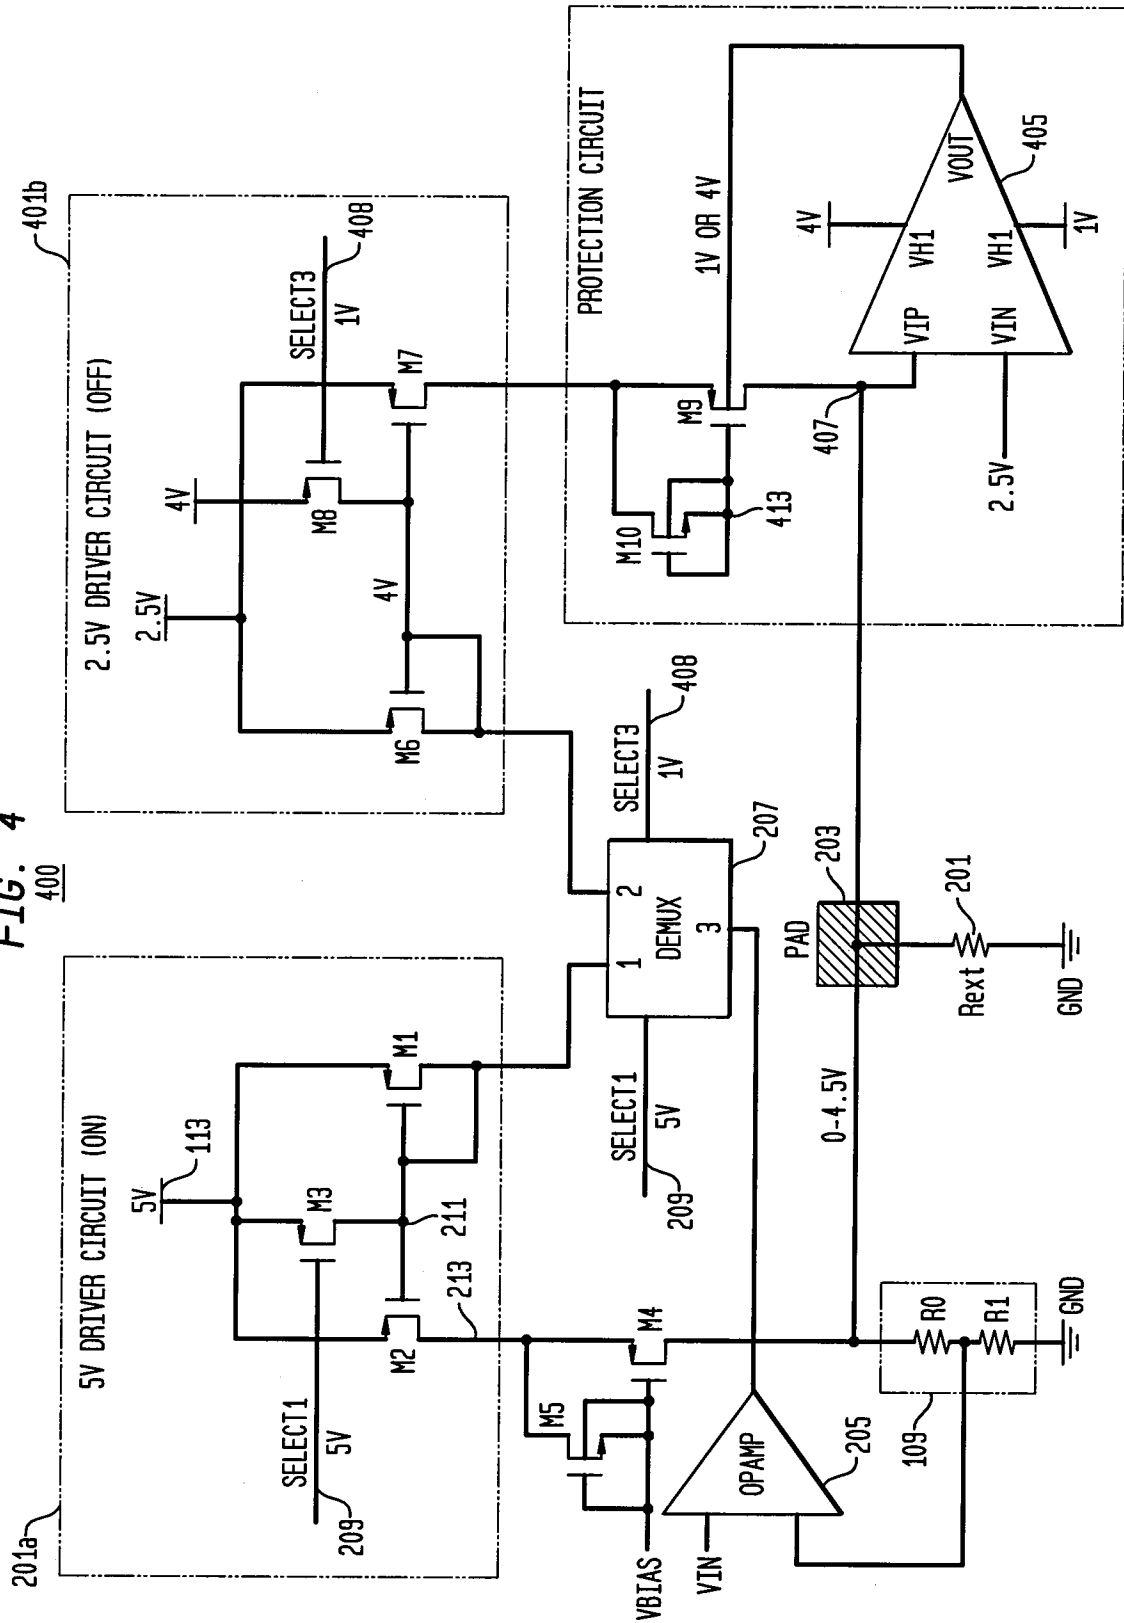 FIG. 4
400
201a
5V DRIVER CIRCUIT (ON)
5V
113
SELECT1
5V
209
M3
M2
M1
211
213
M5
M4
VBIAS
VIN
OPAMP
205
109
R0
R1
GND
SELECT1
5V
209
1
2
DEMUX
3
207
SELECT3
1V
408
0-4.5V
PAD
203
Rext
201
GND
401b
2.5V DRIVER CIRCUIT (OFF)
2.5V
4V
SELECT3
1V
408
M8
M6
M7
4V
PROTECTION CIRCUIT
M10
M9
413
407
1V OR 4V
4V
VH1
VIP
VIN
VH1
VOUT
405
1V
2.5V